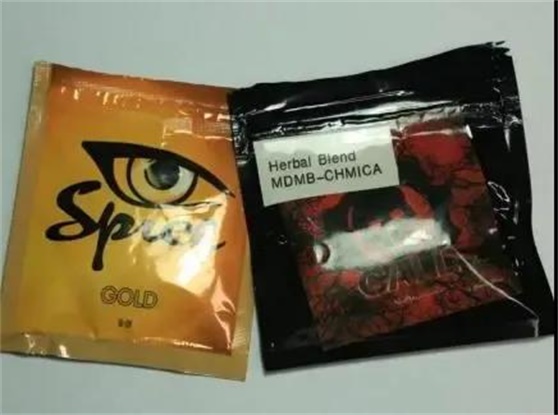 Spice
GOLD
Herbal Blend
MDMB-CHMICA